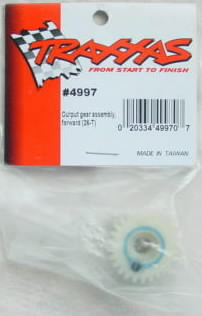 TRAXXAS
FROM START TO FINISH
#4997
Output gear assembly,
forward (26-T)
0 20334 49970 7
MADE IN TAIWAN